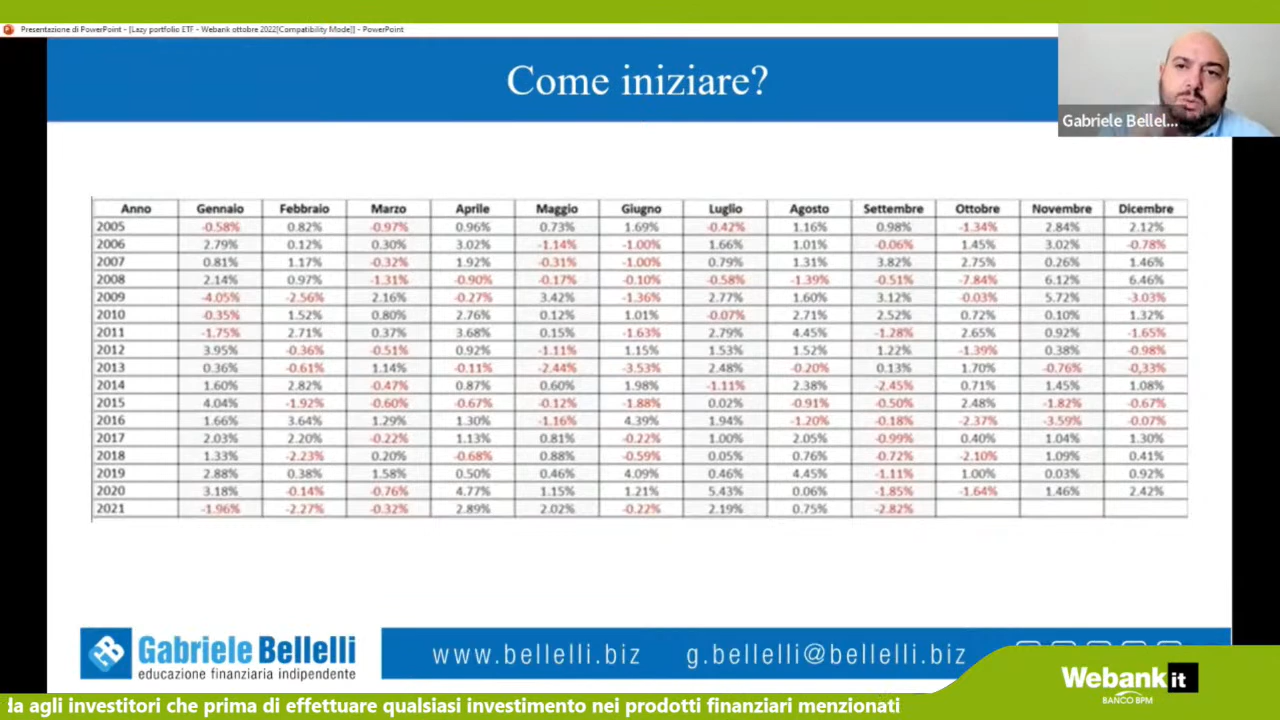 Presentazione di PowerPoint - [Lazy portfolio ETF - Webank ottobre 2022[Compatibility Mode]] - PowerPoint
Come iniziare?
Gabriele Bellel...
Anno Gennaio Febbraio Marzo Aprile Maggio Giugno Luglio Agosto Settembre Ottobre Novembre Dicembre
2005 -0.58% 0.82% -0.97% 0.96% 0.73% 1.69% -0.42% 1.16% 0.98% -1.34% 2.84% 2.12%
2006 2.79% 0.12% 0.30% 3.02% -1.14% -1.00% 1.66% 1.01% -0.06% 1.45% 3.02% -0.78%
2007 0.81% 1.17% -0.32% 1.92% -0.31% -1.00% 0.79% 1.31% 3.82% 2.75% 0.26% 1.46%
2008 2.14% 0.97% -1.31% -0.90% -0.17% -0.10% -0.58% -1.39% -0.51% -7.84% 6.12% 6.46%
2009 -4.05% -2.56% 2.16% -0.27% 3.42% -1.36% 2.77% 1.60% 3.12% -0.03% 5.72% -3.03%
2010 -0.35% 1.52% 0.80% 2.76% 0.12% 1.01% -0.07% 2.71% 2.52% 0.72% 0.10% 1.32%
2011 -1.75% 2.71% 0.37% 3.68% 0.15% -1.63% 2.79% 4.45% -1.28% 2.65% 0.92% -1.65%
2012 3.95% -0.36% -0.51% 0.92% -1.11% 1.15% 1.53% 1.52% 1.22% -1.39% 0.38% -0.98%
2013 0.36% -0.61% 1.14% -0.11% -2.44% -3.53% 2.48% -0.20% 0.13% 1.70% -0.76% -0,33%
2014 1.60% 2.82% -0.47% 0.87% 0.60% 1.98% -1.11% 2.38% -2.45% 0.71% 1.45% 1.08%
2015 4.04% -1.92% -0.60% -0.67% -0.12% -1.88% 0.02% -0.91% -0.50% 2.48% -1.82% -0.67%
2016 1.66% 3.64% 1.29% 1.30% -1.16% 4.39% 1.94% -1.20% -0.18% -2.37% -3.59% -0.07%
2017 2.03% 2.20% -0.22% 1.13% 0.81% -0.22% 1.00% 2.05% -0.99% 0.40% 1.04% 1.30%
2018 1.33% -2.23% 0.20% -0.68% 0.88% -0.59% 0.05% 0.76% -0.72% -2.10% 1.09% 0.41%
2019 2.88% 0.38% 1.58% 0.50% 0.46% 4.09% 0.46% 4.45% -1.11% 1.00% 0.03% 0.92%
2020 3.18% -0.14% -0.76% 4.77% 1.15% 1.21% 5.43% 0.06% -1.85% -1.64% 1.46% 2.42%
2021 -1.96% -2.27% -0.32% 2.89% 2.02% -0.22% 2.19% 0.75% -2.82%
Gabriele Bellelli
educazione finanziaria indipendente
www.bellelli.biz g.bellelli@bellelli.biz
Webank it
BANCO BPM
da agli investitori che prima di effettuare qualsiasi investimento nei prodotti finanziari menzionati